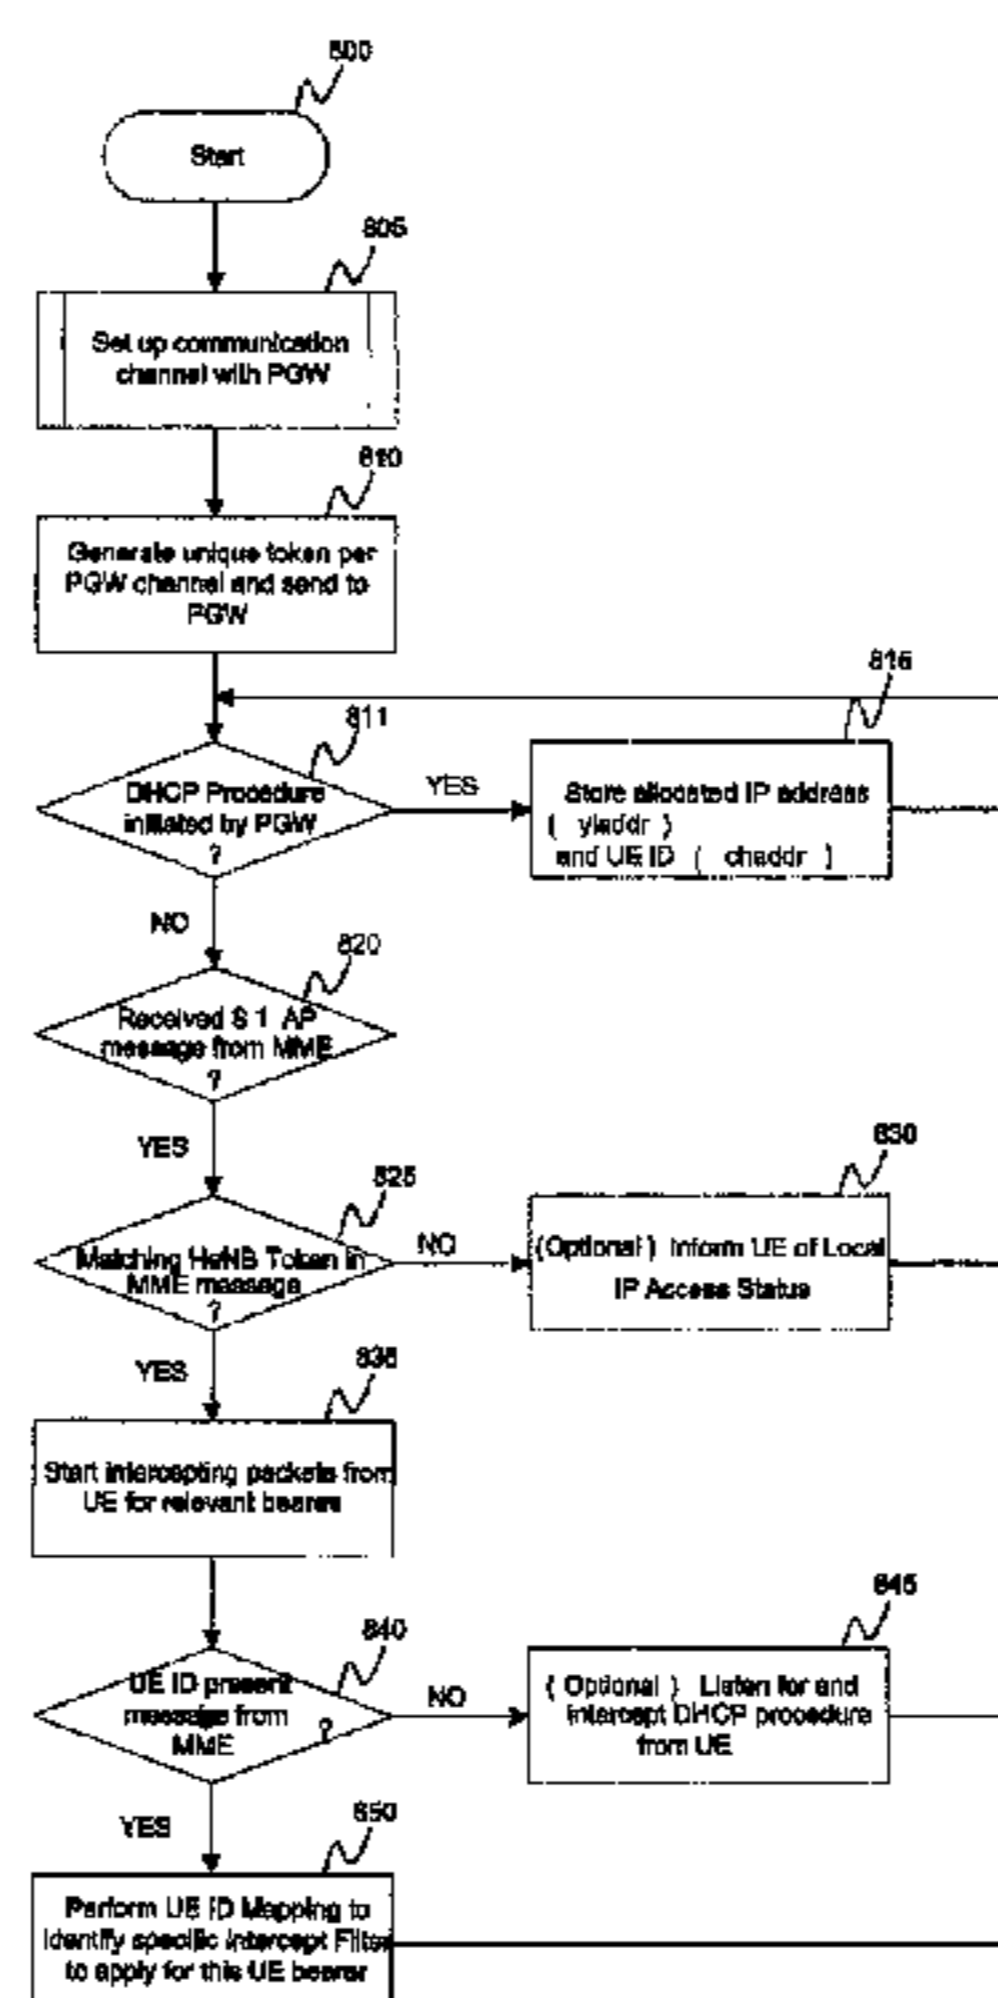 800
Start
805
Set up communication
channel with PGW
810
Generate unique token per
PGW channel and send to
PGW
815
811
DHCP Procedure
initiated by PGW
?
YES
Store allocated IP address
( yiaddr )
and UE ID ( chaddr )
NO
820
Received S 1 AP
message from MME
?
YES
830
825
Matching HeNB Token in
MME message
?
NO
(Optional) Inform UE of Local
IP Access Status
YES
835
Start intercepting packets from
UE for relevant bearer
845
840
UE ID present
message from
MME ?
NO
( Optional ) Listen for and
intercept DHCP procedure
from UE
YES
850
Perform UE ID Mapping to
identify specific Intercept Filter
to apply for this UE bearer